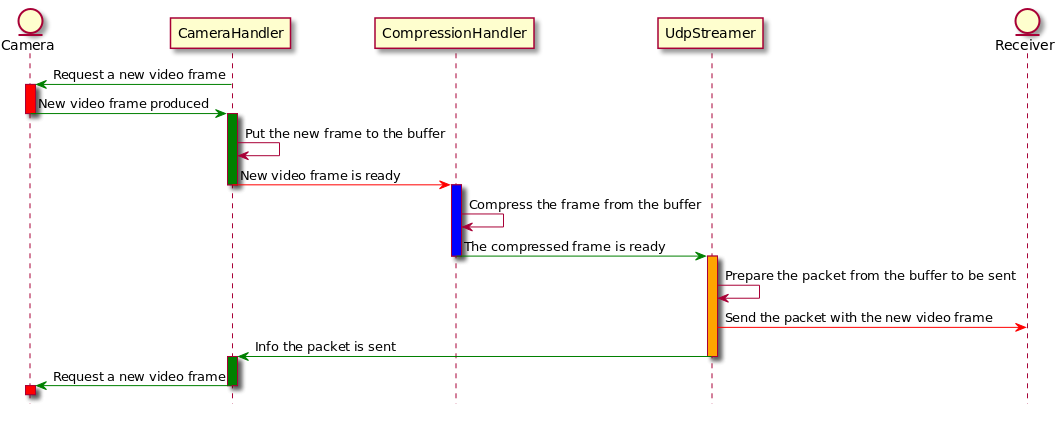 Camera
CameraHandler
CompressionHandler
UdpStreamer
Receiver
Request a new video frame
New video frame produced
Put the new frame to the buffer
New video frame is ready
Compress the frame from the buffer
The compressed frame is ready
Prepare the packet from the buffer to be sent
Send the packet with the new video frame
Info the packet is sent
Request a new video frame